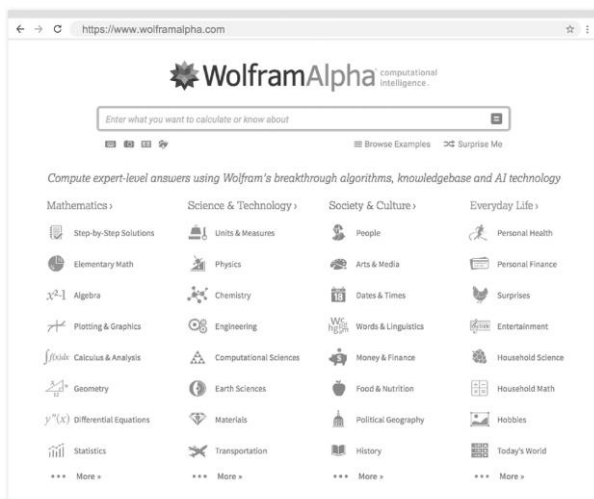 https://www.wolframalpha.com
WolframAlpha computational intelligence.
Enter what you want to calculate or know about
Browse Examples Surprise Me
Compute expert-level answers using Wolfram's breakthrough algorithms, knowledgebase and AI technology
Mathematics › Science & Technology › Society & Culture › Everyday Life ›
Step-by-Step Solutions Units & Measures People Personal Health
Elementary Math Physics Arts & Media Personal Finance
x²-1 Algebra Chemistry 18 Dates & Times Surprises
Plotting & Graphics Engineering Words & Linguistics Entertainment
∫f(x)dx Calculus & Analysis Computational Sciences Money & Finance Household Science
Geometry Earth Sciences Food & Nutrition Household Math
y″(x) Differential Equations Materials Political Geography Hobbies
Statistics Transportation History Today's World
••• More » ••• More » ••• More » ••• More »